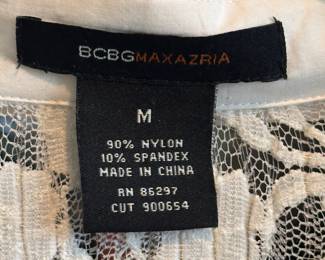 BCBGMAXAZRIA
M
90% NYLON
10% SPANDEX
MADE IN CHINA
RN 86297
CUT 900654